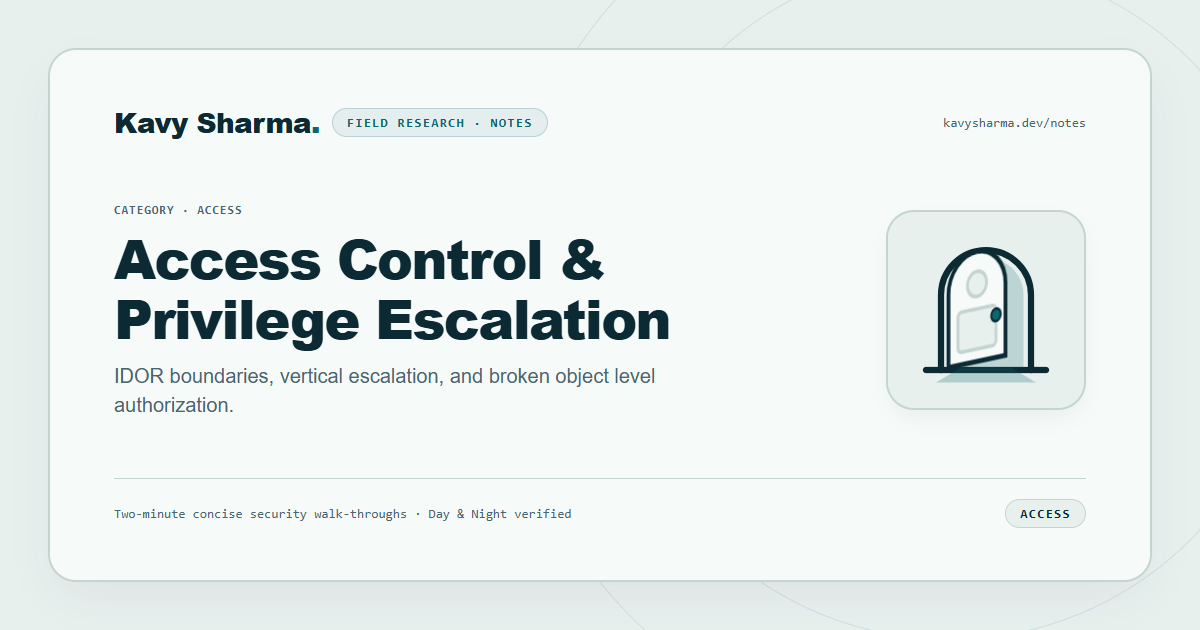 Kavy Sharma.
FIELD RESEARCH · NOTES
kavysharma.dev/notes
CATEGORY · ACCESS
Access Control &
Privilege Escalation
IDOR boundaries, vertical escalation, and broken object level
authorization.
Two-minute concise security walk-throughs · Day & Night verified
ACCESS